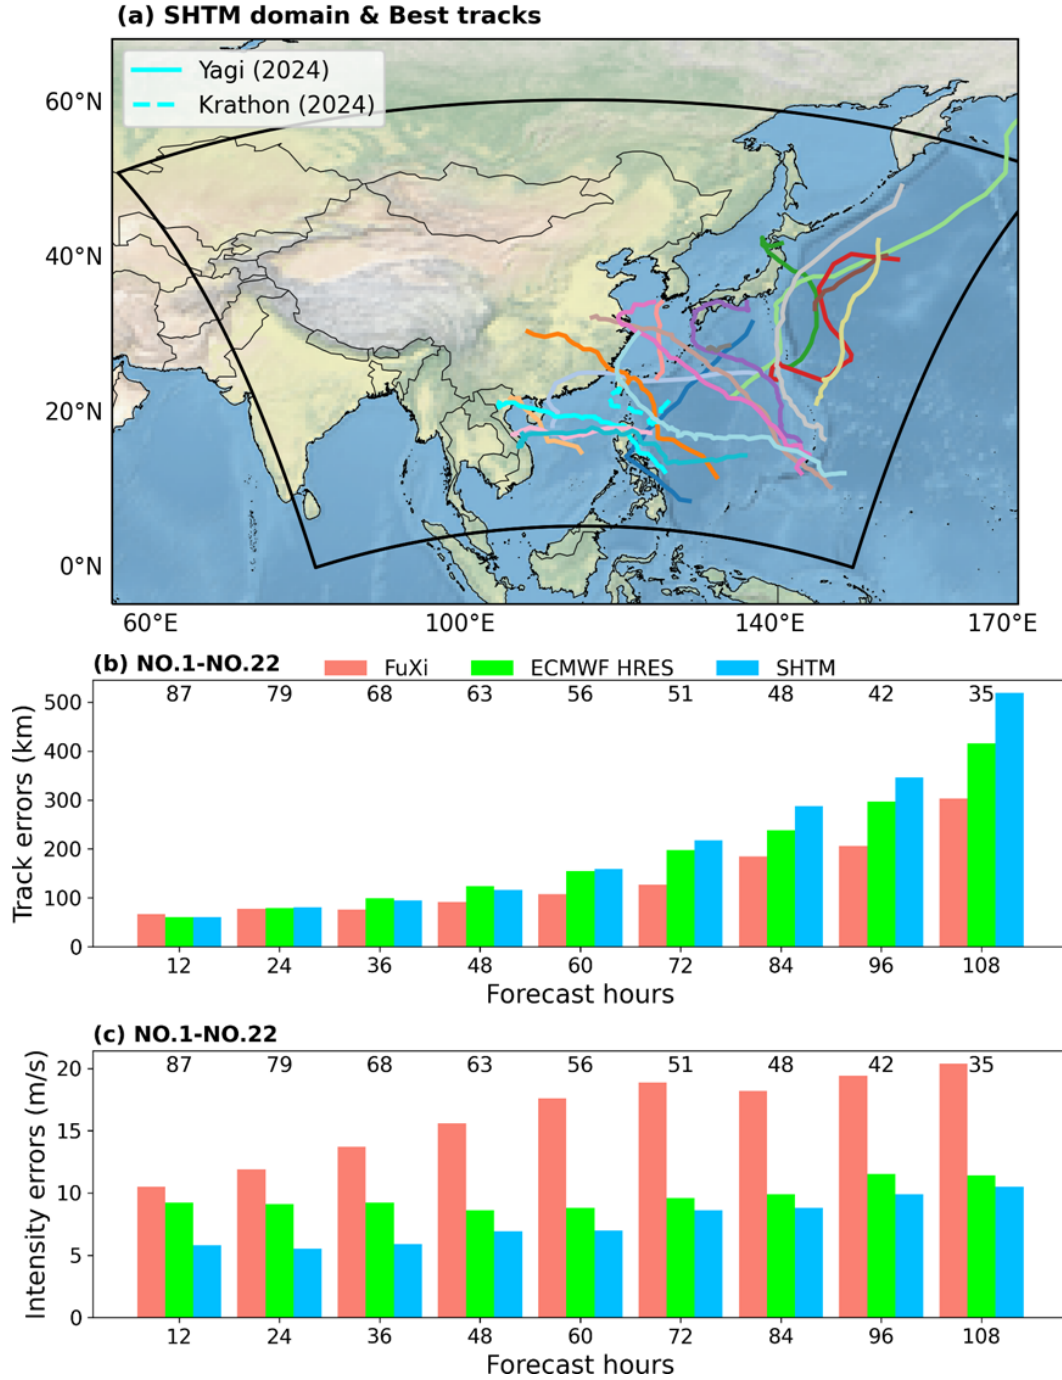 (a) SHTM domain & Best tracks
Yagi (2024)
Krathon (2024)
60°N
40°N
20°N
0°N
60°E 100°E 140°E 170°E
(b) NO.1-NO.22 FuXi ECMWF HRES SHTM
87 79 68 63 56 51 48 42 35
Track errors (km)
500
400
300
200
100
0
12 24 36 48 60 72 84 96 108
Forecast hours
(c) NO.1-NO.22
87 79 68 63 56 51 48 42 35
Intensity errors (m/s)
20
15
10
5
0
12 24 36 48 60 72 84 96 108
Forecast hours